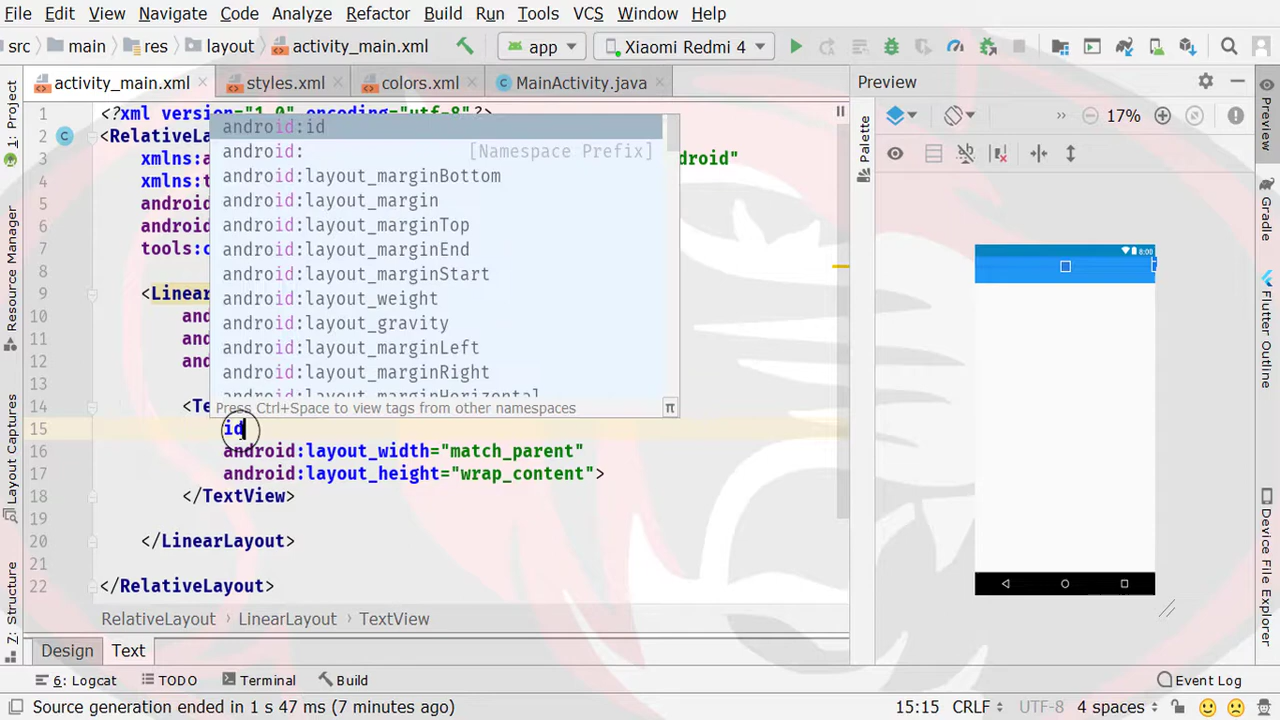 File Edit View Navigate Code Analyze Refactor Build Run Tools VCS Window Help
src main res layout activity_main.xml app Xiaomi Redmi 4
activity_main.xml styles.xml colors.xml MainActivity.java
Preview
17%
1: Project
Resource Manager
Layout Captures
Z: Structure
Palette
Preview
Gradle
Flutter Outline
Device File Explorer
8:00
1 <?xml version="1.0" encoding="utf-8"?>
2 <RelativeLa
3 xmlns:a droid"
4 xmlns:t
5 android
6 android
7 tools:c
8
9 <Linear
10 and
11 and
12 and
13
14 <Te
15 id
16 android:layout_width="match_parent"
17 android:layout_height="wrap_content">
18 </TextView>
19
20 </LinearLayout>
21
22 </RelativeLayout>
android:id
android: [Namespace Prefix]
android:layout_marginBottom
android:layout_margin
android:layout_marginTop
android:layout_marginEnd
android:layout_marginStart
android:layout_weight
android:layout_gravity
android:layout_marginLeft
android:layout_marginRight
android:layout_marginHorizontal
Press Ctrl+Space to view tags from other namespaces π
RelativeLayout › LinearLayout › TextView
Design Text
6: Logcat TODO Terminal Build Event Log
Source generation ended in 1 s 47 ms (7 minutes ago) 15:15 CRLF UTF-8 4 spaces